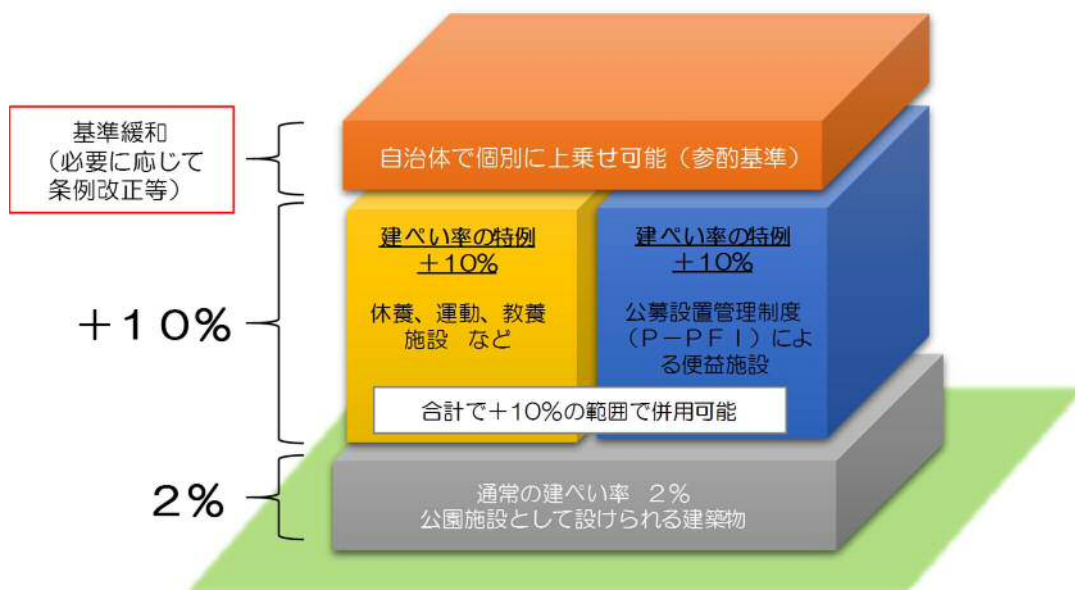 基準緩和
（必要に応じて
条例改正等）
自治体で個別に上乗せ可能（参酌基準）
＋１０％
建ぺい率の特例
＋10％
休養、運動、教養
施設　など
建ぺい率の特例
＋10％
公募設置管理制度
（Ｐ－ＰＦＩ）によ
る便益施設
合計で＋10％の範囲で併用可能
２％
通常の建ぺい率　２％
公園施設として設けられる建築物